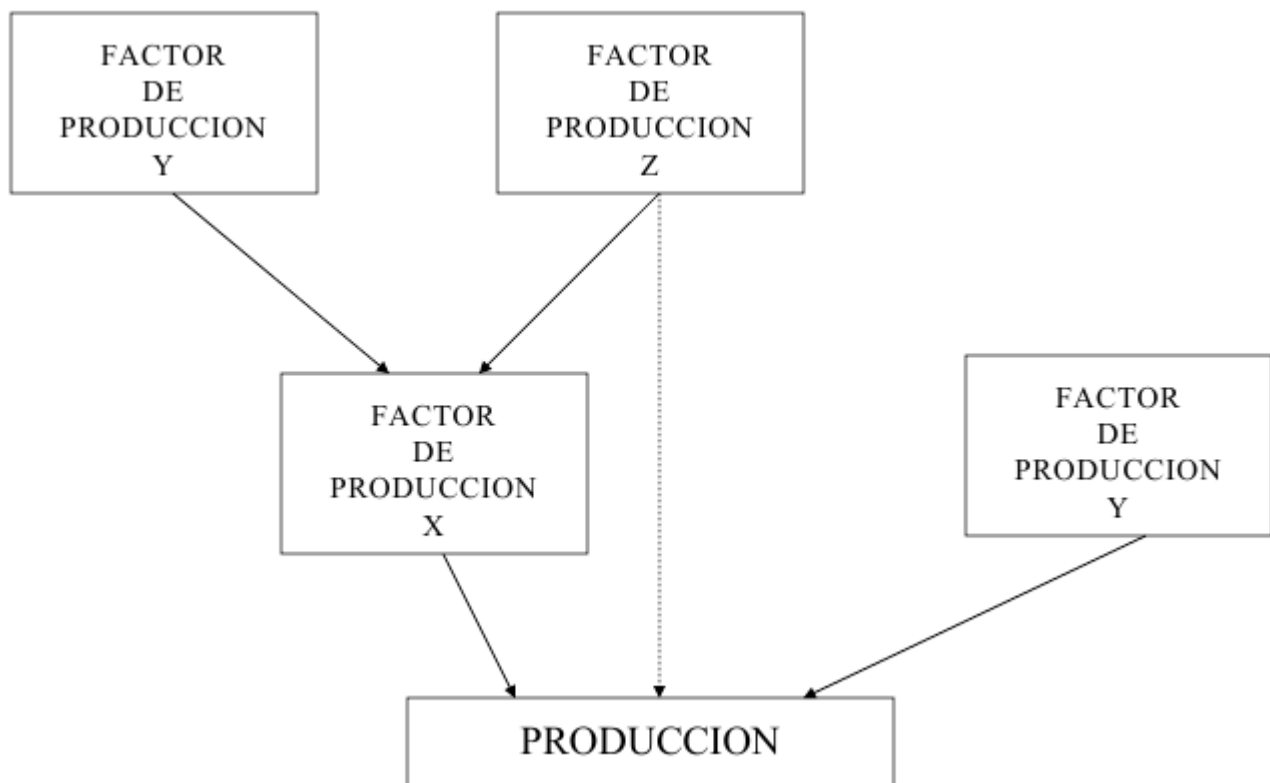 FACTOR
DE
PRODUCCION
Y
FACTOR
DE
PRODUCCION
Z
FACTOR
DE
PRODUCCION
X
FACTOR
DE
PRODUCCION
Y
PRODUCCION